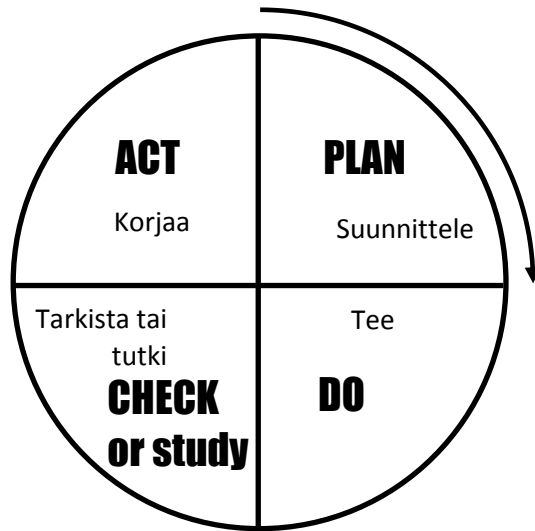 ACT
Korjaa
PLAN
Suunnittele
Tarkista tai
tutki
CHECK
or study
Tee
DO